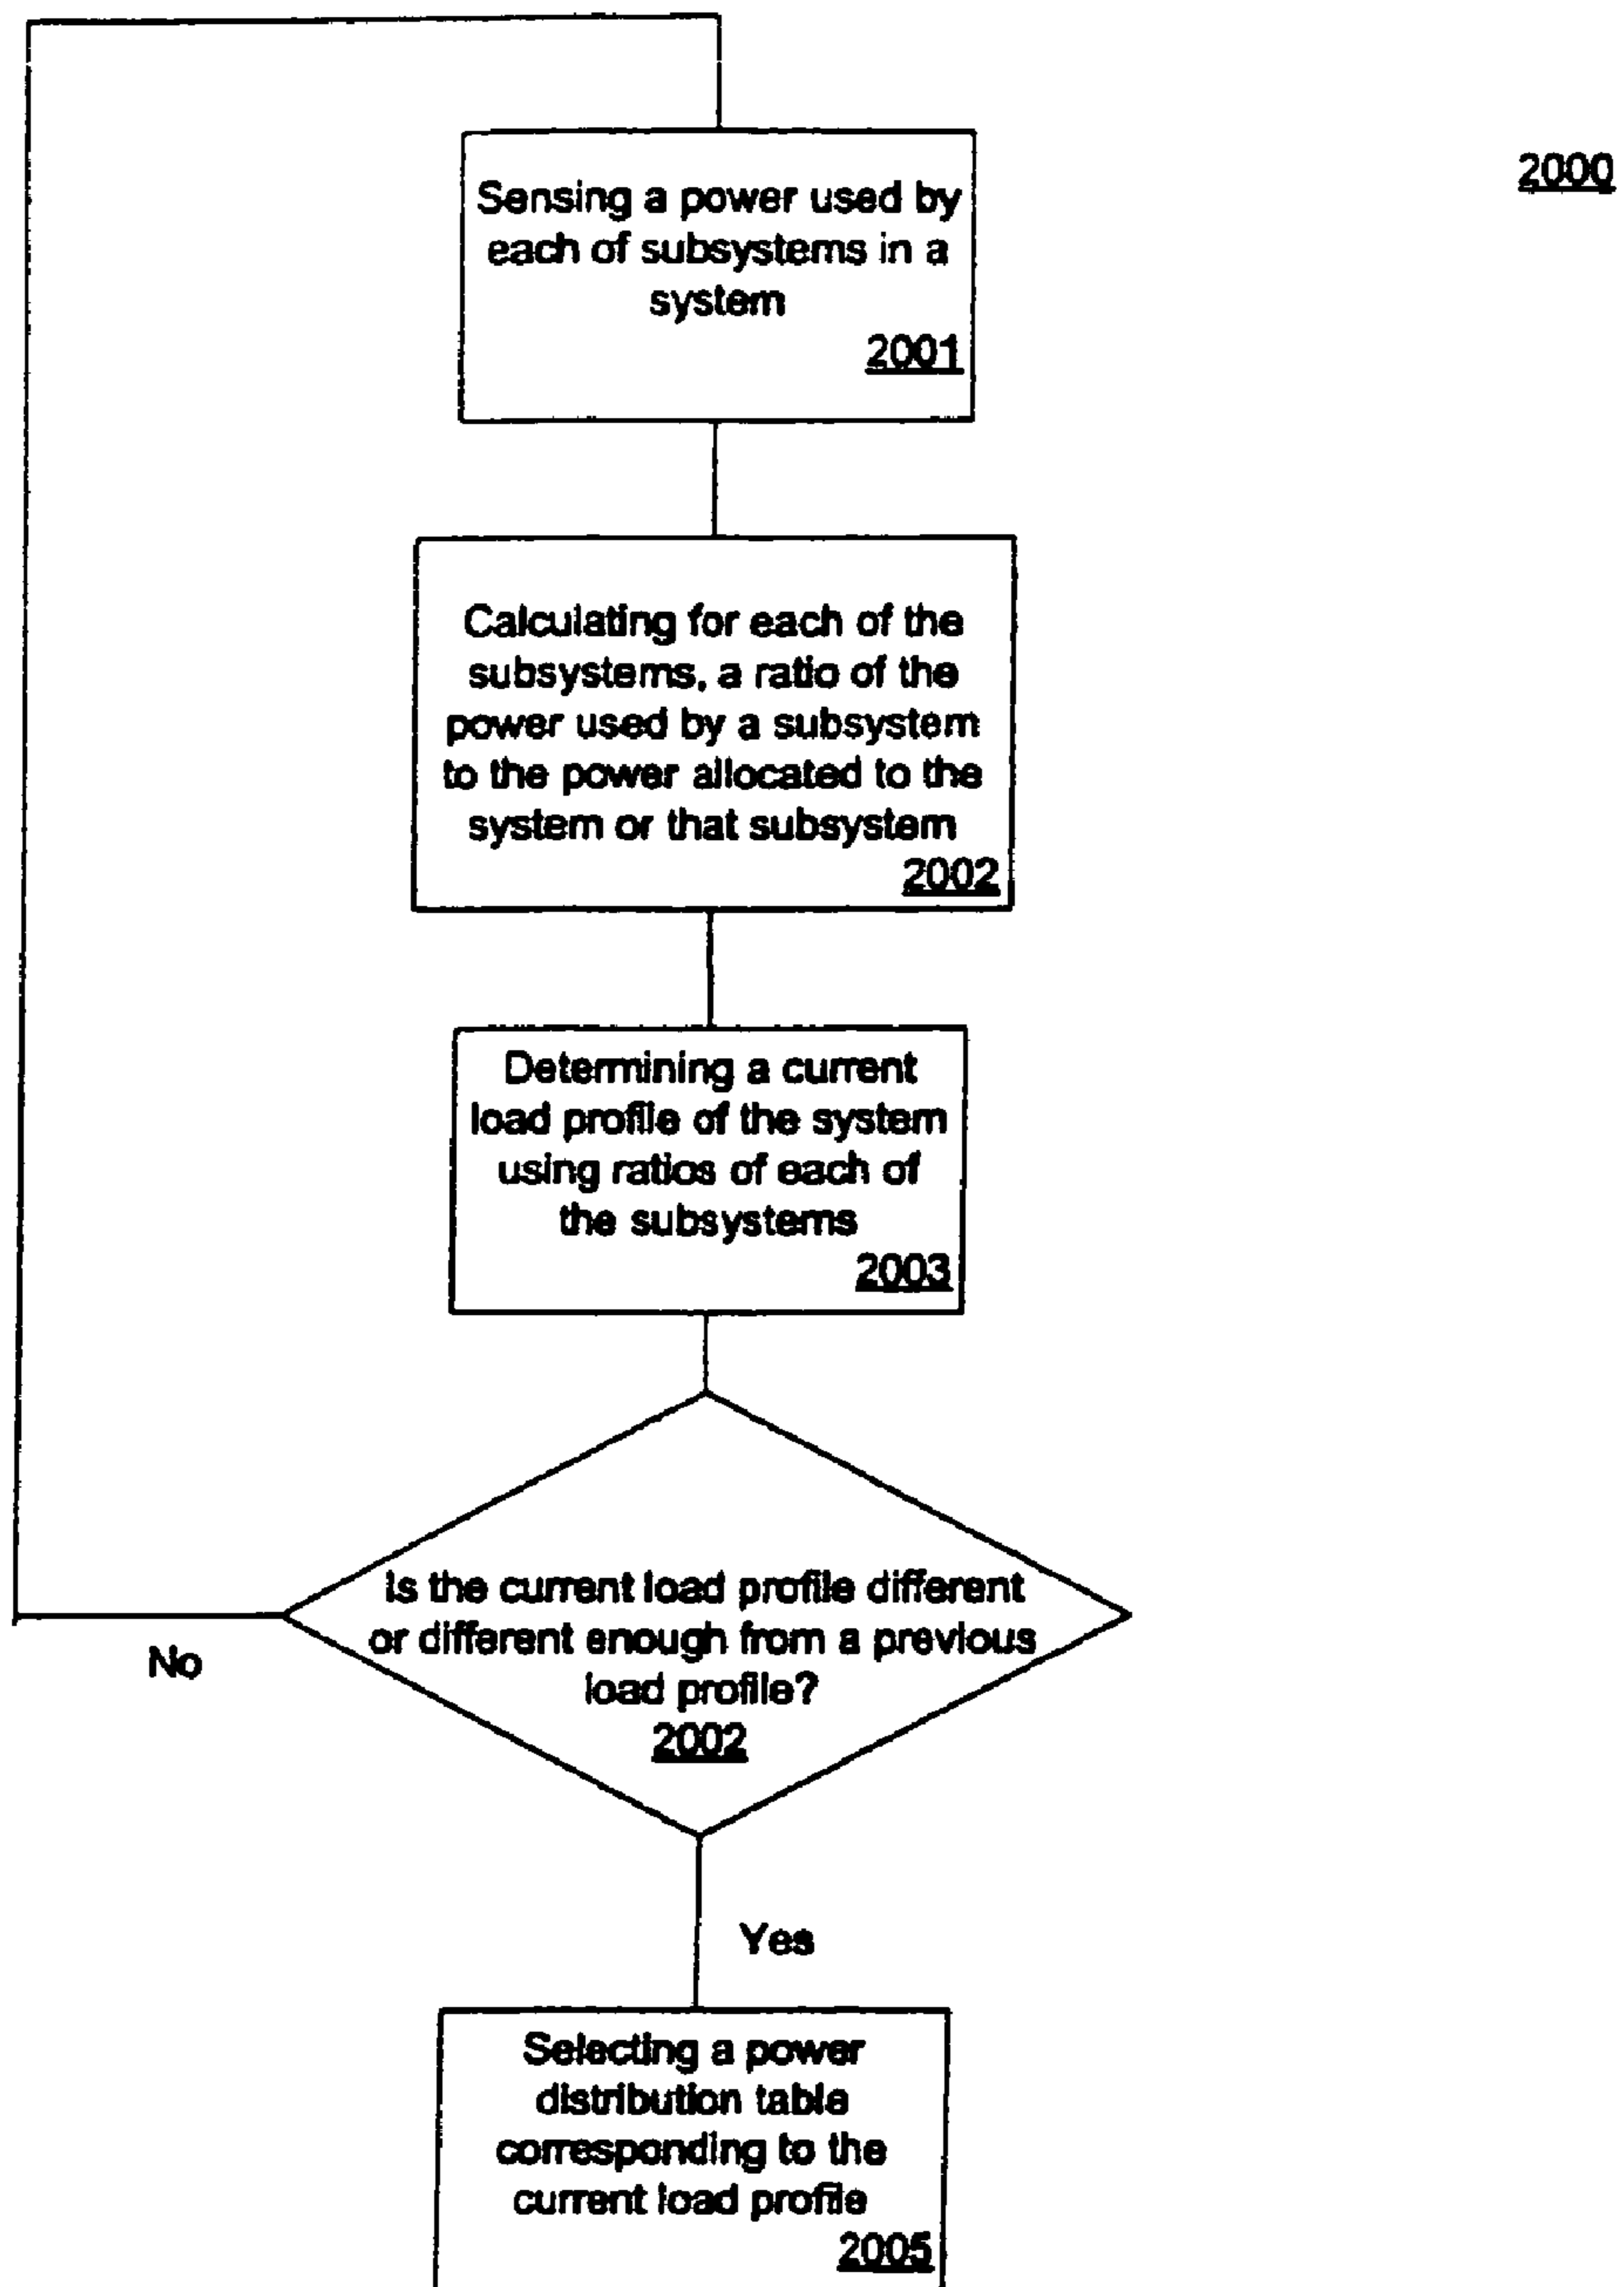 2000
Sensing a power used by
each of subsystems in a
system
2001
Calculating for each of the
subsystems, a ratio of the
power used by a subsystem
to the power allocated to the
system or that subsystem
2002
Determining a current
load profile of the system
using ratios of each of
the subsystems
2003
Is the current load profile different
or different enough from a previous
load profile?
2002
No
Yes
Selecting a power
distribution table
corresponding to the
current load profile
2005